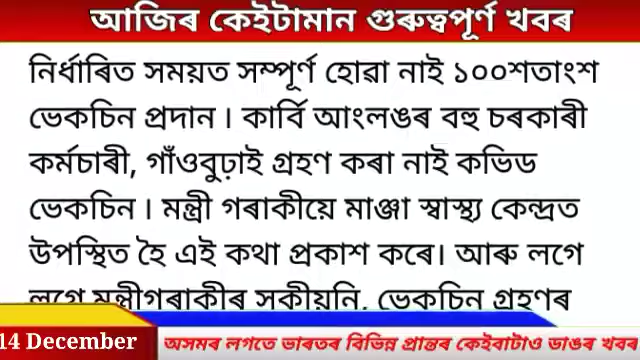 আজিৰ কেইটামান গুৰুত্বপূৰ্ণ খবৰ
নিৰ্ধাৰিত সময়ত সম্পূৰ্ণ হোৱা নাই ১০০শতাংশ
ভেকচিন প্ৰদান। কাৰ্বি আংলঙৰ বহু চৰকাৰী
কৰ্মচাৰী, গাঁওবুঢ়াই গ্ৰহণ কৰা নাই কভিড
ভেকচিন। মন্ত্ৰী গৰাকীয়ে মাঞ্জা স্বাস্থ্য কেন্দ্ৰত
উপস্থিত হৈ এই কথা প্ৰকাশ কৰে। আৰু লগে
লগে মন্ত্ৰীগৰাকীৰ সকীয়নি, ভেকচিন গ্ৰহণৰ
14 December অসমৰ লগতে ভাৰতৰ বিভিন্ন প্ৰান্তৰ কেইবাটাও ডাঙৰ খবৰ